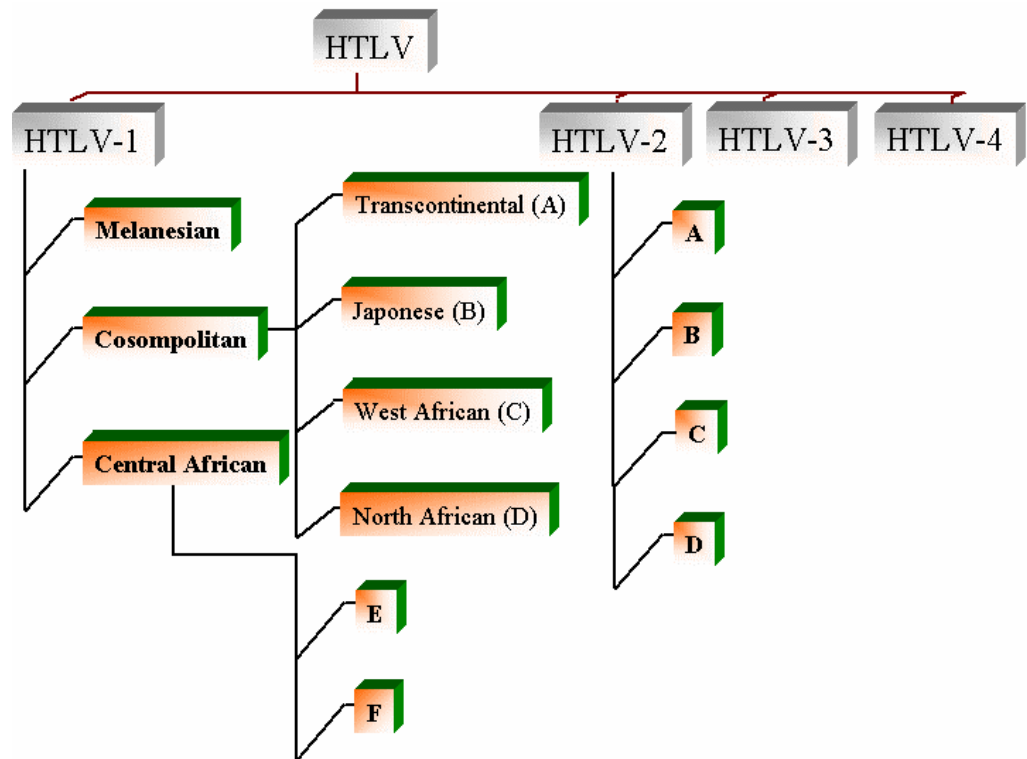 HTLV
HTLV-1
HTLV-2
HTLV-3
HTLV-4
Melanesian
Cosompolitan
Central African
Transcontinental (A)
Japonese (B)
West African (C)
North African (D)
E
F
A
B
C
D